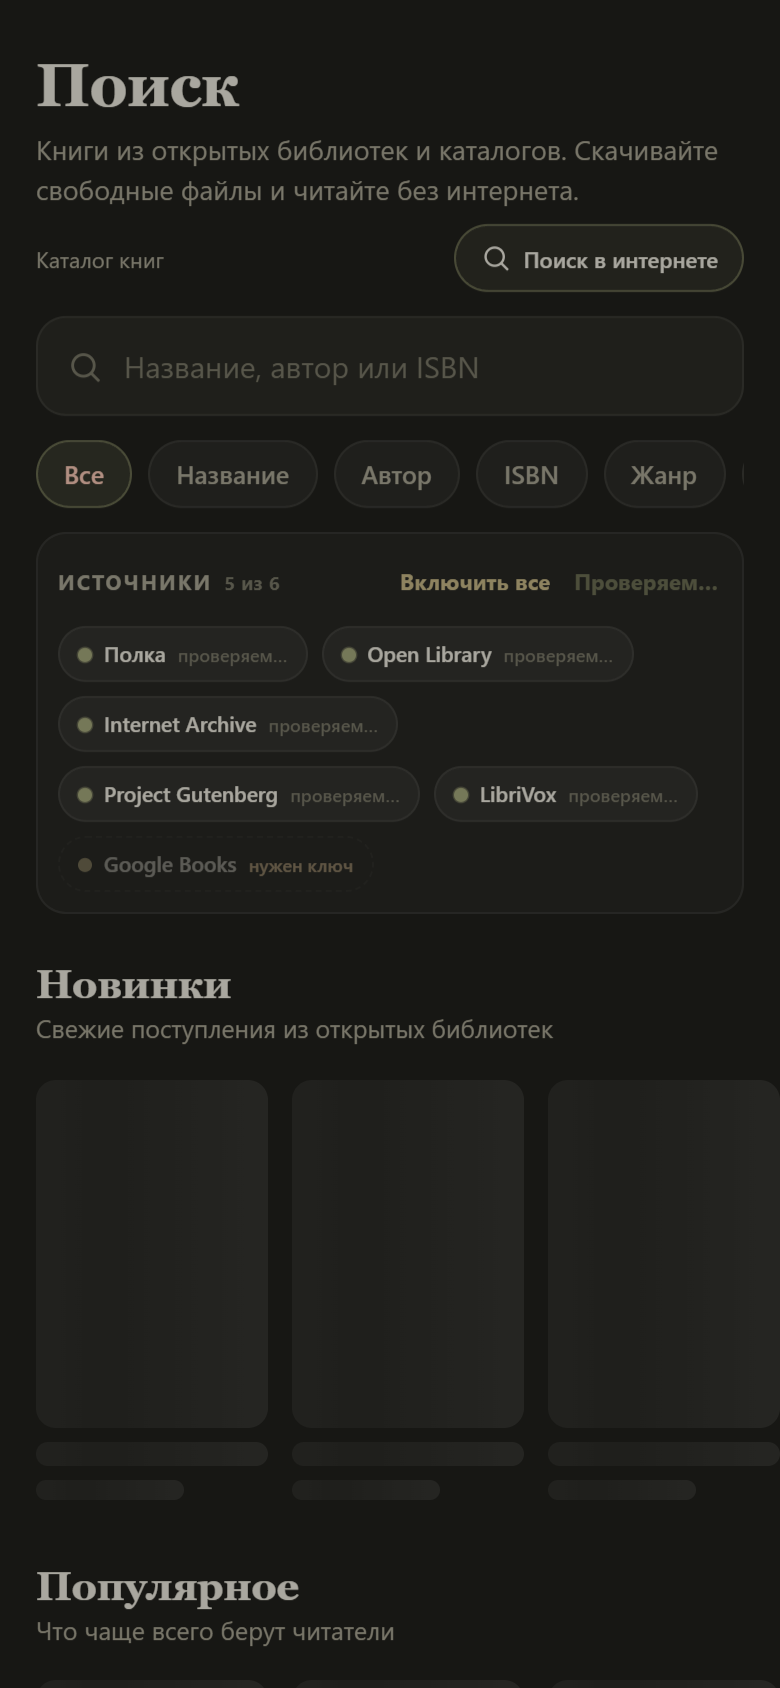 Поиск
Книги из открытых библиотек и каталогов. Скачивайте
свободные файлы и читайте без интернета.
Каталог книг
Поиск в интернете
Название, автор или ISBN
Все Название Автор ISBN Жанр
ИСТОЧНИКИ 5 из 6 Включить все Проверяем...
Полка проверяем... Open Library проверяем...
Internet Archive проверяем...
Project Gutenberg проверяем... LibriVox проверяем...
Google Books нужен ключ
Новинки
Свежие поступления из открытых библиотек
Популярное
Что чаще всего берут читатели